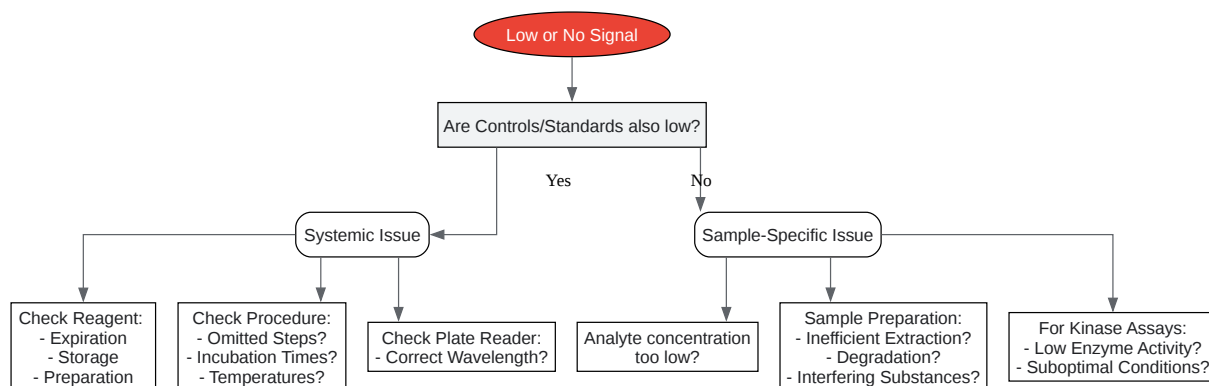 Low or No Signal
Are Controls/Standards also low?
Yes
No
Systemic Issue
Sample-Specific Issue
Check Reagent:
- Expiration
- Storage
- Preparation
Check Procedure:
- Omitted Steps?
- Incubation Times?
- Temperatures?
Check Plate Reader:
- Correct Wavelength?
Analyte concentration
too low?
Sample Preparation:
- Inefficient Extraction?
- Degradation?
- Interfering Substances?
For Kinase Assays:
- Low Enzyme Activity?
- Suboptimal Conditions?